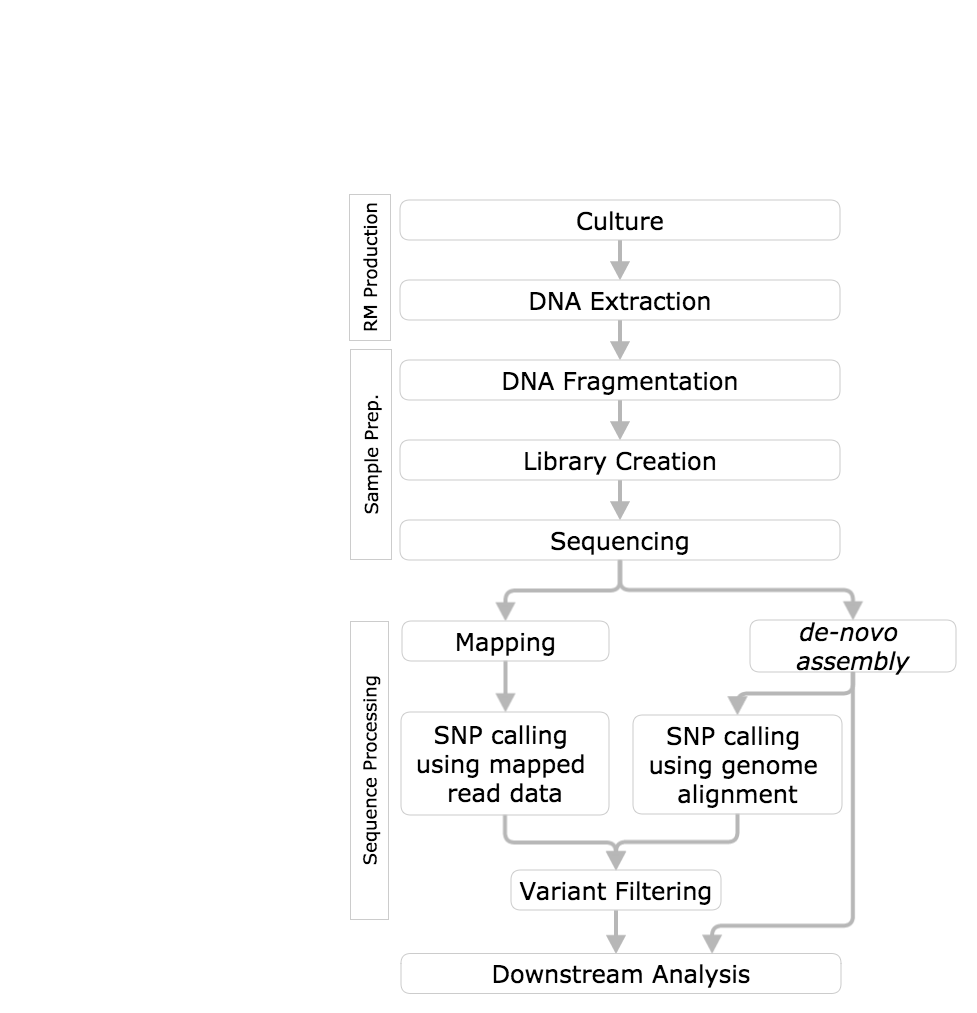 RM Production
Culture
DNA Extraction
Sample Prep.
DNA Fragmentation
Library Creation
Sequencing
Sequence Processing
Mapping
de-novo
assembly
SNP calling
using mapped
read data
SNP calling
using genome
alignment
Variant Filtering
Downstream Analysis